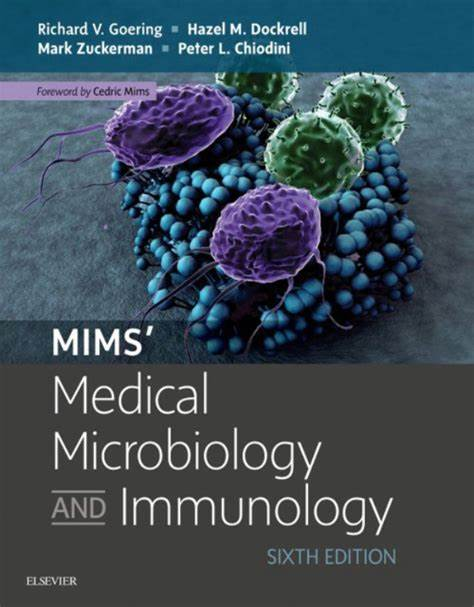 Richard V. Goering ■ Hazel M. Dockrell
Mark Zuckerman ■ Peter L. Chiodini
Foreword by Cedric Mims
MIMS'
Medical
Microbiology
AND Immunology
SIXTH EDITION
ELSEVIER